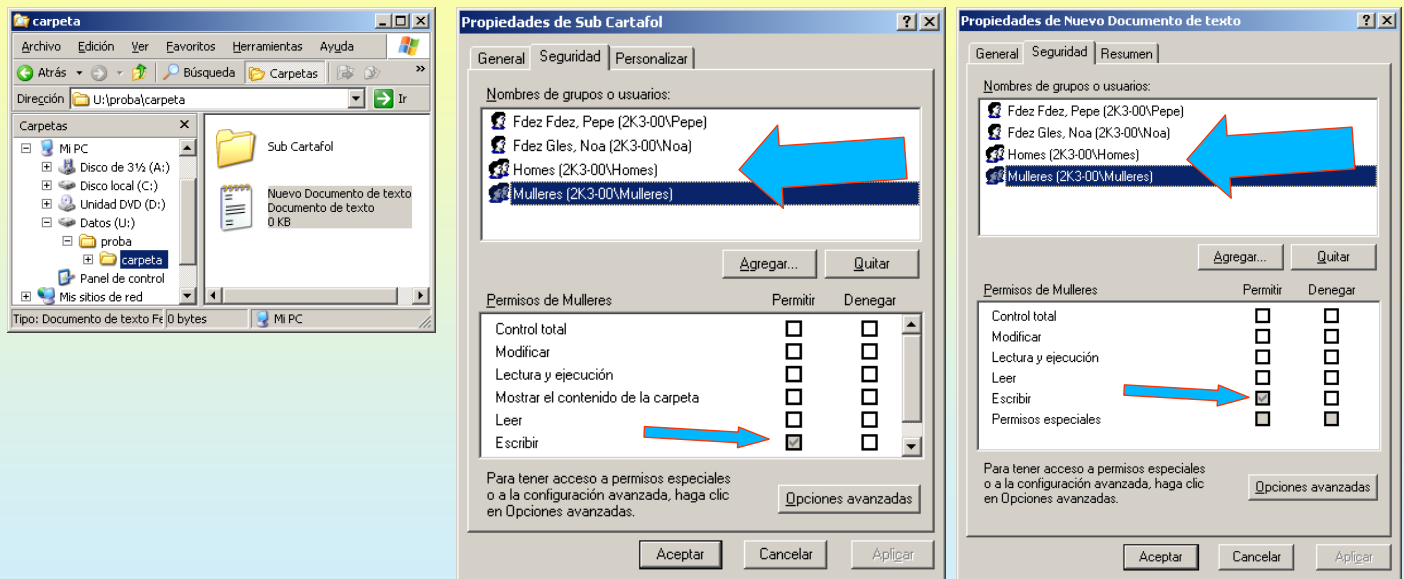 carpeta
Archivo Edición Ver Favoritos Herramientas Ayuda
Atrás Búsqueda Carpetas »
Dirección U:\proba\carpeta Ir
Carpetas
Mi PC
Disco de 3½ (A:)
Disco local (C:)
Unidad DVD (D:)
Datos (U:)
proba
carpeta
Panel de control
Mis sitios de red
Sub Cartafol
Nuevo Documento de texto
Documento de texto
0 KB
Tipo: Documento de texto Fe 0 bytes Mi PC
Propiedades de Sub Cartafol
General Seguridad Personalizar
Nombres de grupos o usuarios:
Fdez Fdez, Pepe (2K3-00\Pepe)
Fdez Gles, Noa (2K3-00\Noa)
Homes (2K3-00\Homes)
Mulleres (2K3-00\Mulleres)
Agregar... Quitar
Permisos de Mulleres Permitir Denegar
Control total
Modificar
Lectura y ejecución
Mostrar el contenido de la carpeta
Leer
Escribir
Para tener acceso a permisos especiales
o a la configuración avanzada, haga clic
en Opciones avanzadas.
Opciones avanzadas
Aceptar Cancelar Aplicar
Propiedades de Nuevo Documento de texto
General Seguridad Resumen
Nombres de grupos o usuarios:
Fdez Fdez, Pepe (2K3-00\Pepe)
Fdez Gles, Noa (2K3-00\Noa)
Homes (2K3-00\Homes)
Mulleres (2K3-00\Mulleres)
Agregar... Quitar
Permisos de Mulleres Permitir Denegar
Control total
Modificar
Lectura y ejecución
Leer
Escribir
Permisos especiales
Para tener acceso a permisos especiales
o a la configuración avanzada, haga clic
en Opciones avanzadas.
Opciones avanzadas
Aceptar Cancelar Aplicar